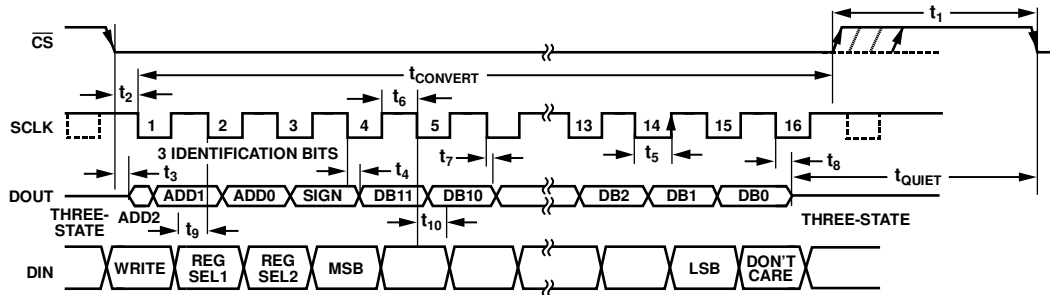 t1
CS
tCONVERT
t2
t6
SCLK
1 2 3 4 5 13 14 15 16
3 IDENTIFICATION BITS
t3
t4
t7
t5
t8
tQUIET
DOUT
ADD1 ADD0 SIGN DB11 DB10 DB2 DB1 DB0
THREE-
STATE
ADD2
t9
t10
THREE-STATE
DIN
WRITE
REG
SEL1
REG
SEL2
MSB
LSB
DON'T
CARE